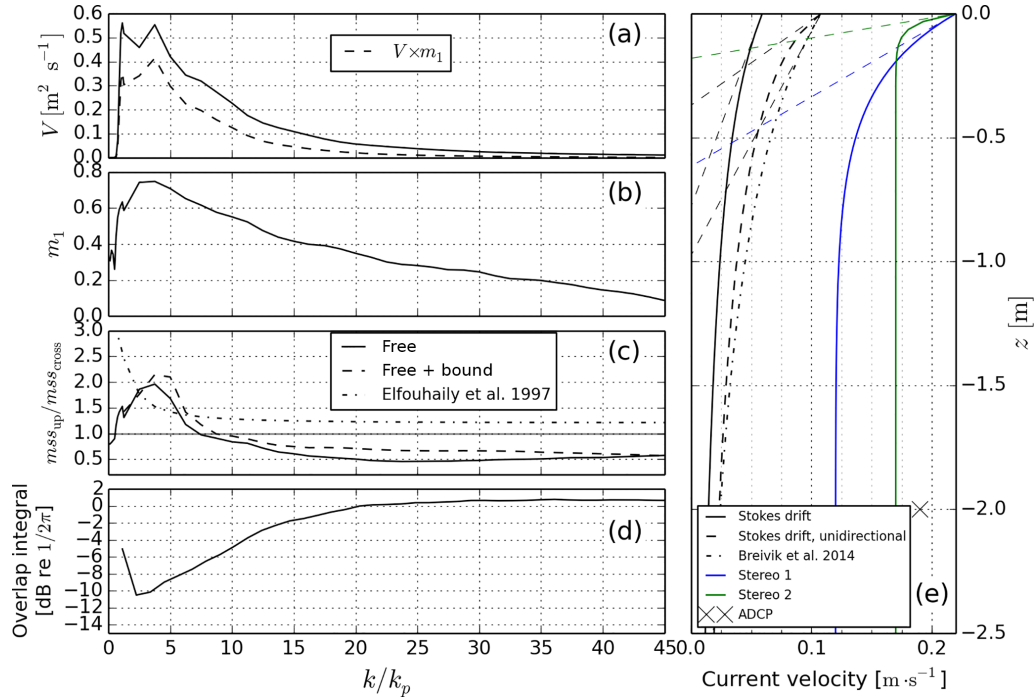 0.6
0.5
0.4
0.3
0.2
0.1
0.0
V [m² s⁻¹]
(a)
V×m₁
0.8
0.6
0.4
0.2
0.0
m₁
(b)
3.0
2.5
2.0
1.5
1.0
0.5
mss_up/mss_cross
(c)
Free
Free + bound
Elfouhaily et al. 1997
2
0
−2
−4
−6
−8
−10
−12
−14
Overlap integral
[dB re 1/2π]
(d)
0 5 10 15 20 25 30 35 40 45
k/k_p
0.0
−0.5
−1.0
−1.5
−2.0
−2.5
z [m]
Stokes drift
Stokes drift, unidirectional
Breivik et al. 2014
Stereo 1
Stereo 2
ADCP
(e)
0.0 0.1 0.2
Current velocity [m·s⁻¹]